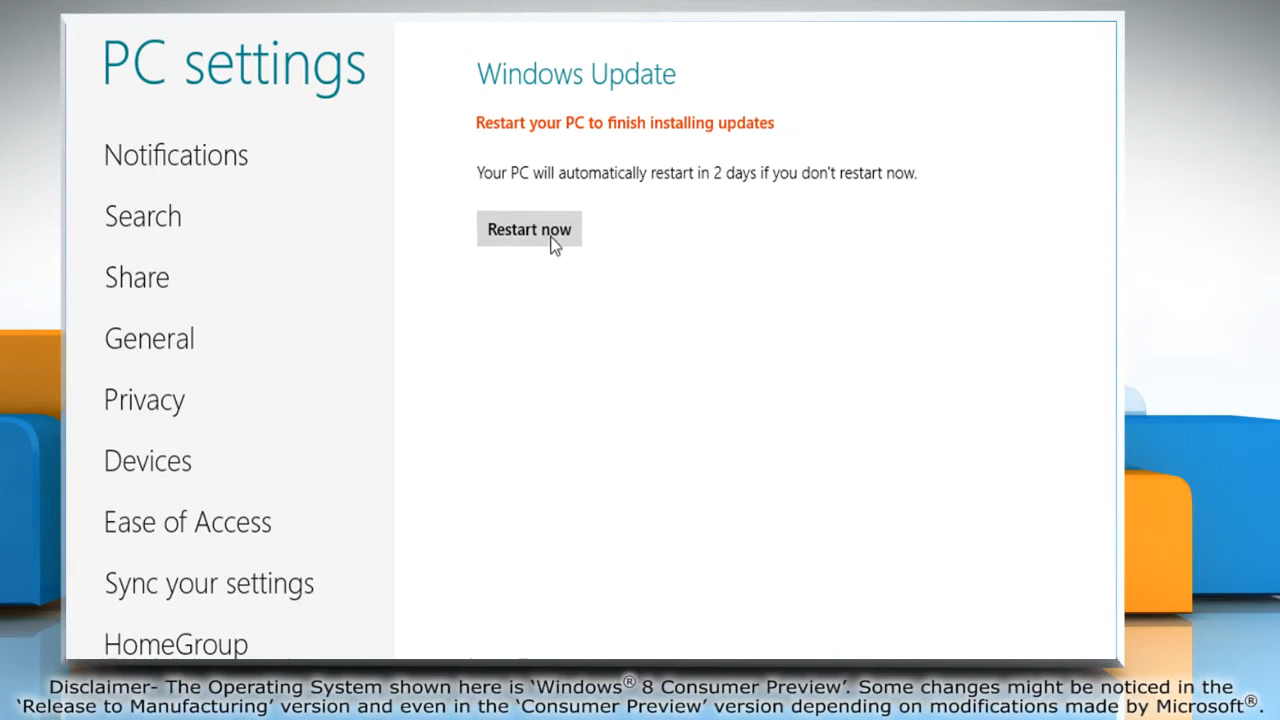 PC settings
Notifications
Search
Share
General
Privacy
Devices
Ease of Access
Sync your settings
HomeGroup
Windows Update
Restart your PC to finish installing updates
Your PC will automatically restart in 2 days if you don't restart now.
Restart now
Disclaimer- The Operating System shown here is ‘Windows® 8 Consumer Preview’. Some changes might be noticed in the
‘Release to Manufacturing’ version and even in the ‘Consumer Preview’ version depending on modifications made by Microsoft®.